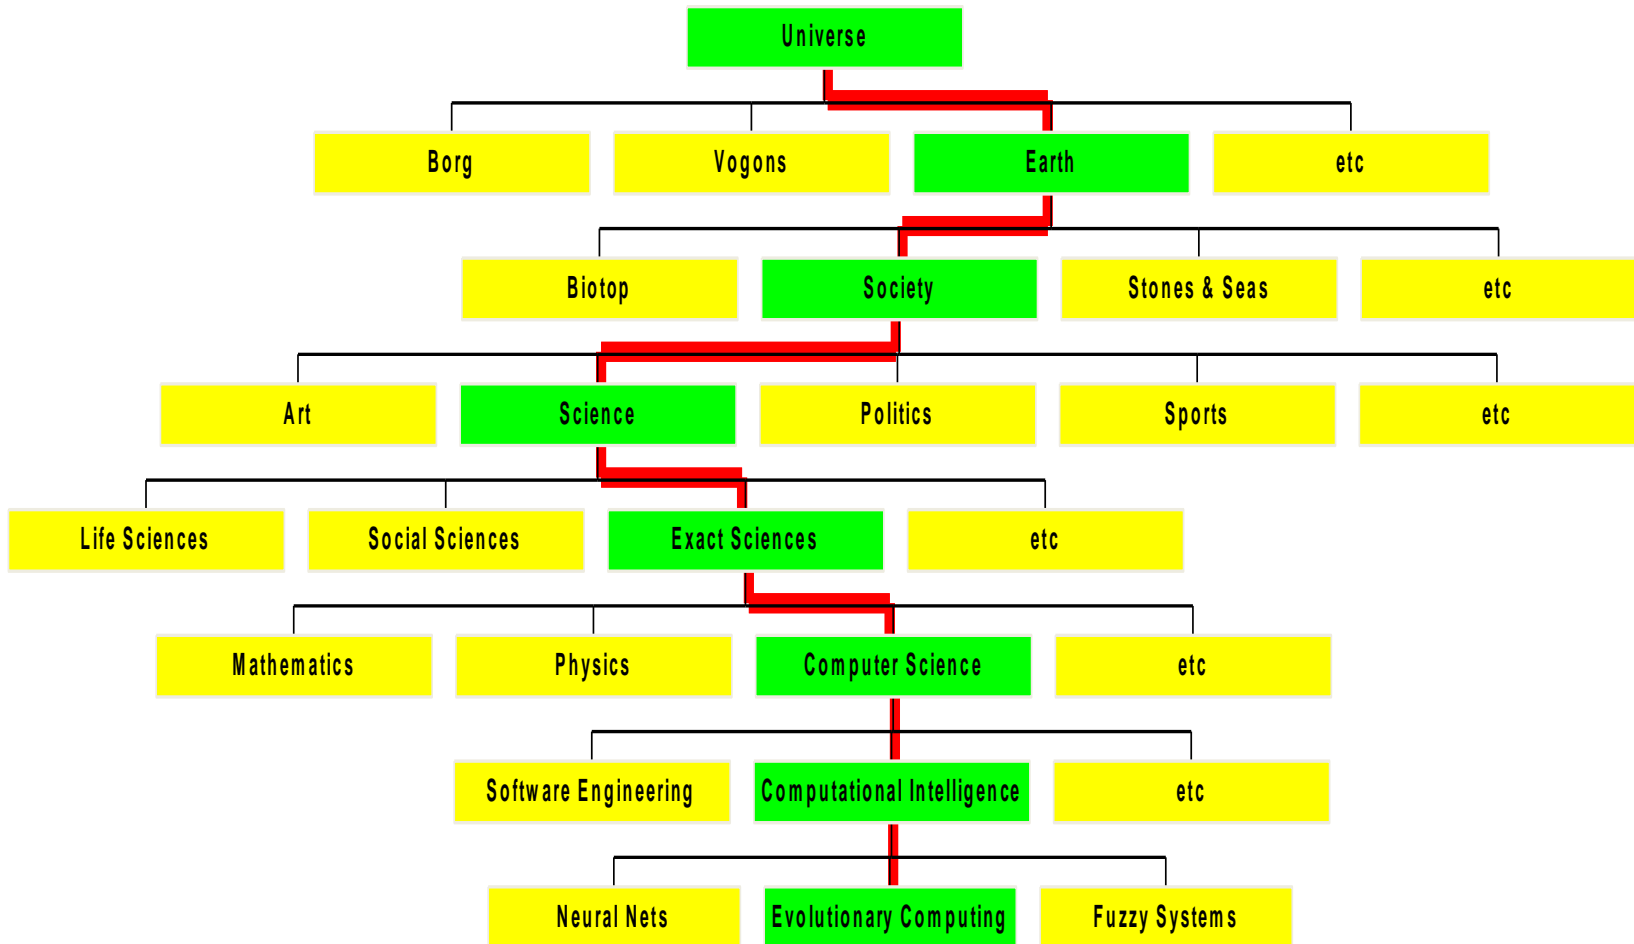 Universe
Borg Vogons Earth etc
Biotop Society Stones & Seas etc
Art Science Politics Sports etc
Life Sciences Social Sciences Exact Sciences etc
Mathematics Physics Computer Science etc
Software Engineering Computational Intelligence etc
Neural Nets Evolutionary Computing Fuzzy Systems